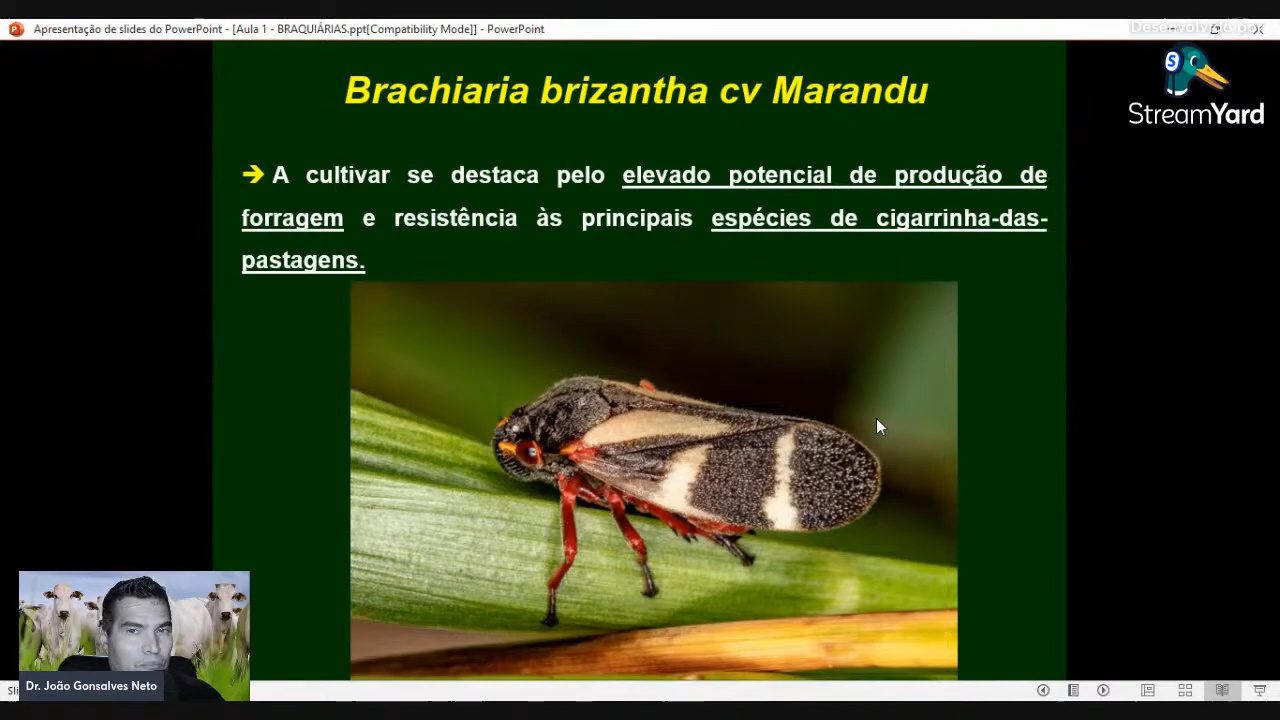 Apresentação de slides do PowerPoint - [Aula 1 - BRAQUIÁRIAS.ppt[Compatibility Mode]] - PowerPoint
Desenvolvido por
StreamYard
Brachiaria brizantha cv Marandu
➔ A cultivar se destaca pelo elevado potencial de produção de
forragem e resistência às principais espécies de cigarrinha-das-
pastagens.
Dr. João Gonsalves Neto